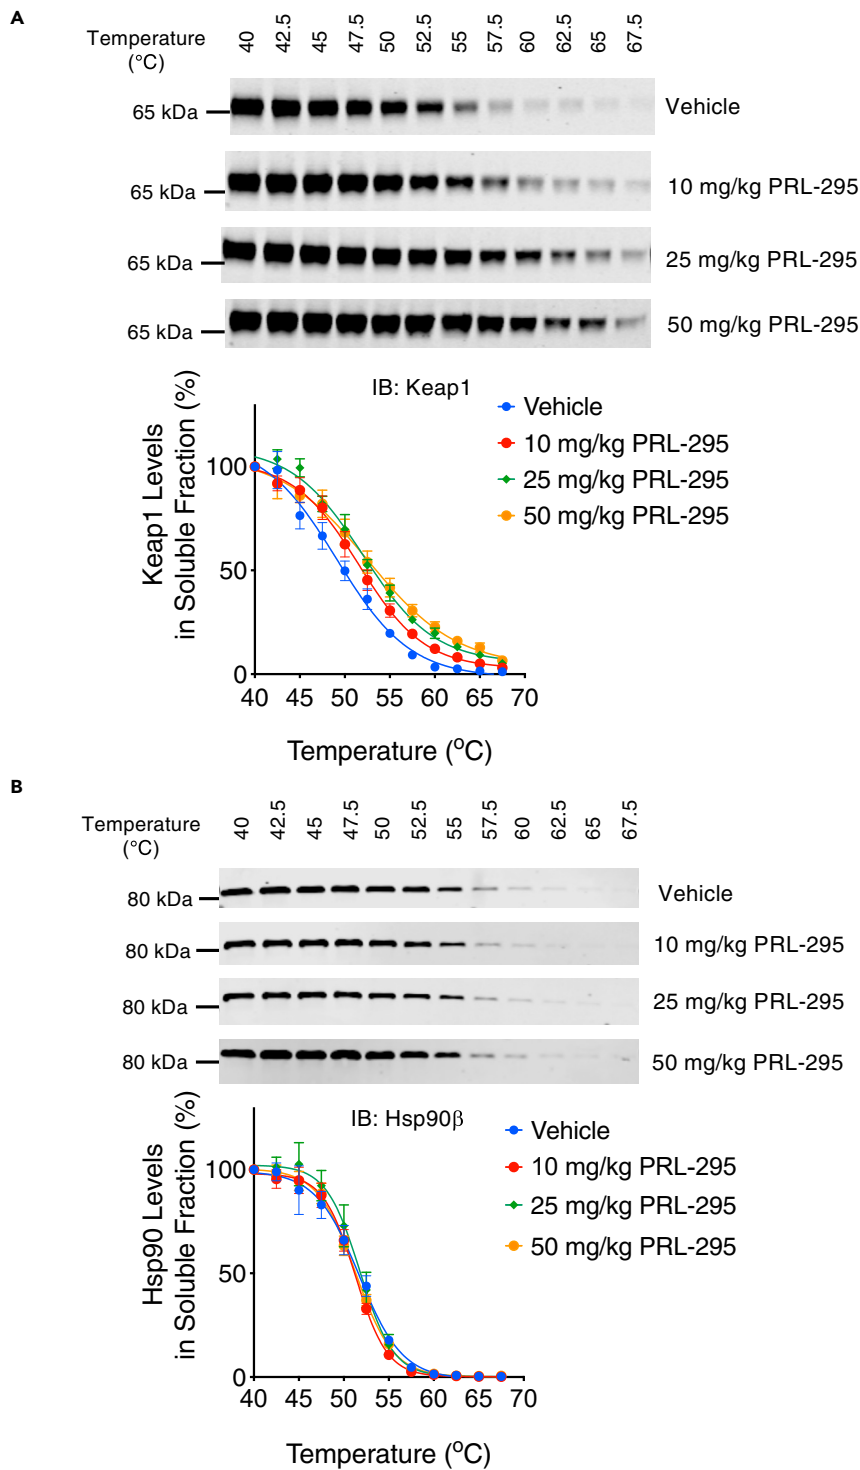 A
Temperature
(°C)
40 42.5 45 47.5 50 52.5 55 57.5 60 62.5 65 67.5
65 kDa Vehicle
65 kDa 10 mg/kg PRL-295
65 kDa 25 mg/kg PRL-295
65 kDa 50 mg/kg PRL-295
IB: Keap1
Vehicle
10 mg/kg PRL-295
25 mg/kg PRL-295
50 mg/kg PRL-295
Keap1 Levels
in Soluble Fraction (%)
100
50
0
40 45 50 55 60 65 70
Temperature (°C)
B
Temperature
(°C)
40 42.5 45 47.5 50 52.5 55 57.5 60 62.5 65 67.5
80 kDa Vehicle
80 kDa 10 mg/kg PRL-295
80 kDa 25 mg/kg PRL-295
80 kDa 50 mg/kg PRL-295
IB: Hsp90β
Vehicle
10 mg/kg PRL-295
25 mg/kg PRL-295
50 mg/kg PRL-295
Hsp90 Levels
in Soluble Fraction (%)
100
50
0
40 45 50 55 60 65 70
Temperature (°C)